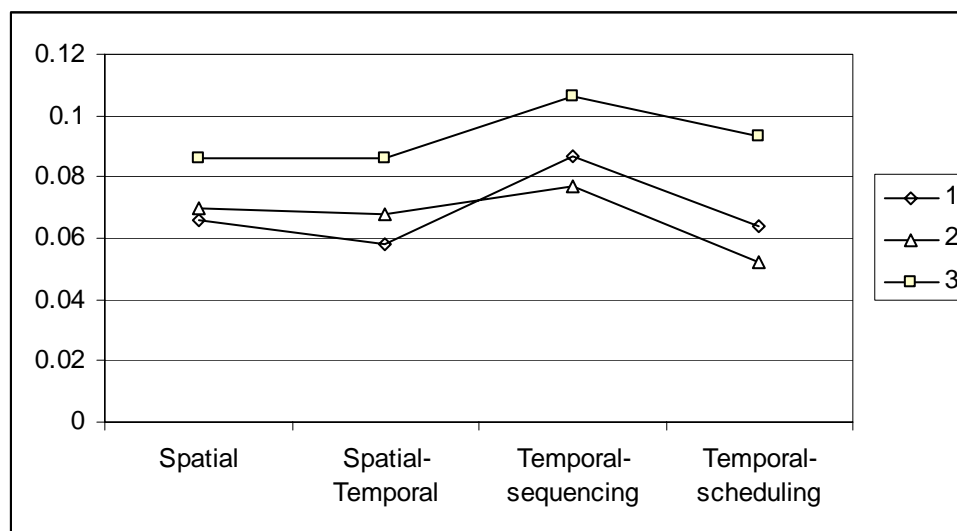 0.12
0.1
0.08
0.06
0.04
0.02
0
Spatial
Spatial-
Temporal
Temporal-
sequencing
Temporal-
scheduling
1
2
3